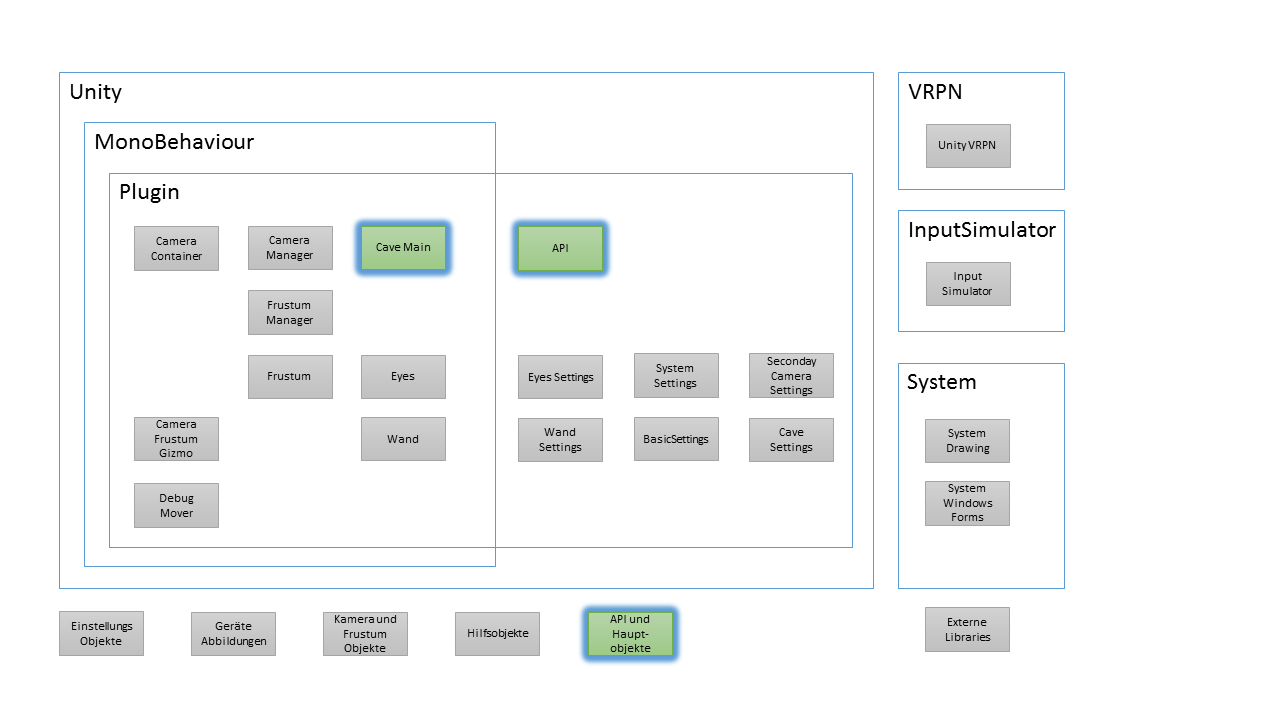 Unity
MonoBehaviour
Plugin
Camera
Container
Camera
Manager
Cave Main
API
Frustum
Manager
Frustum
Eyes
Eyes Settings
System
Settings
Seconday
Camera
Settings
Camera
Frustum
Gizmo
Wand
Wand
Settings
BasicSettings
Cave
Settings
Debug
Mover
VRPN
Unity VRPN
InputSimulator
Input
Simulator
System
System
Drawing
System
Windows
Forms
Einstellungs
Objekte
Geräte
Abbildungen
Kamera und
Frustum
Objekte
Hilfsobjekte
API und
Haupt-
objekte
Externe
Libraries